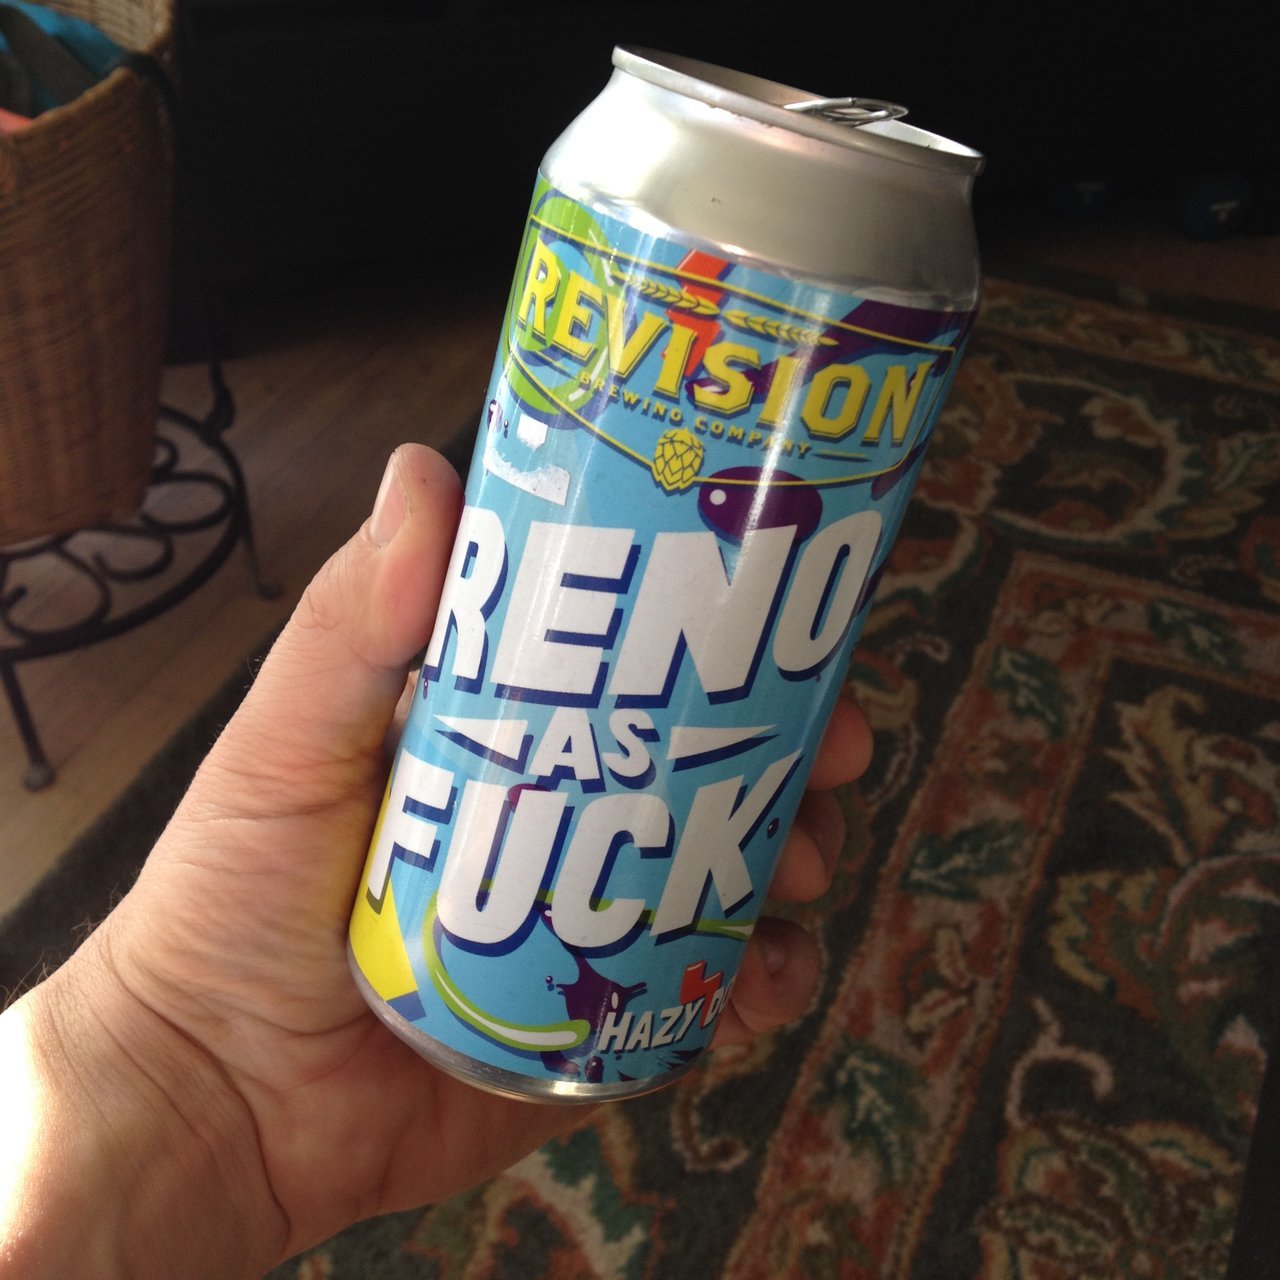 REVISION
BREWING COMPANY
RENO
AS
FUCK
HAZY